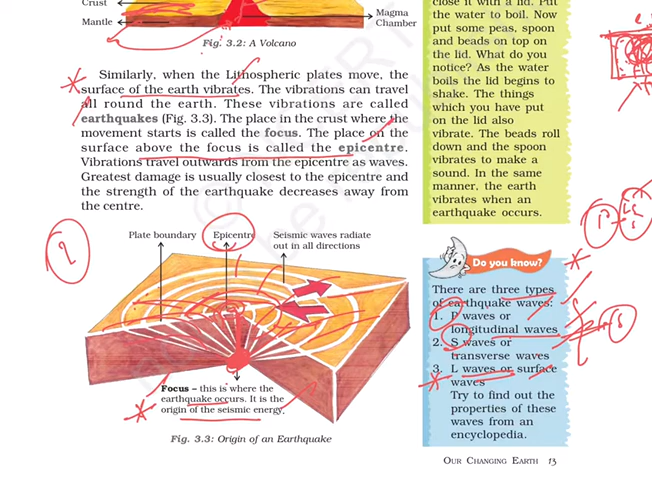 Crust
Mantle
Magma
Chamber
Fig. 3.2: A Volcano
Similarly, when the Lithospheric plates move, the
surface of the earth vibrates. The vibrations can travel
all round the earth. These vibrations are called
earthquakes (Fig. 3.3). The place in the crust where the
movement starts is called the focus. The place on the
surface above the focus is called the epicentre.
Vibrations travel outwards from the epicentre as waves.
Greatest damage is usually closest to the epicentre and
the strength of the earthquake decreases away from
the centre.
Plate boundary
Epicentre
Seismic waves radiate
out in all directions
Focus – this is where the
earthquake occurs. It is the
origin of the seismic energy,
Fig. 3.3: Origin of an Earthquake
close it with a lid. Put
the water to boil. Now
put some peas, spoon
and beads on top on
the lid. What do you
notice? As the water
boils the lid begins to
shake. The things
which you have put
on the lid also
vibrate. The beads roll
down and the spoon
vibrates to make a
sound. In the same
manner, the earth
vibrates when an
earthquake occurs.
Do you know?
There are three types
of earthquake waves:
1. P waves or
longitudinal waves
2. S waves or
transverse waves
3. L waves or surface
waves
Try to find out the
properties of these
waves from an
encyclopedia.
OUR CHANGING EARTH 13